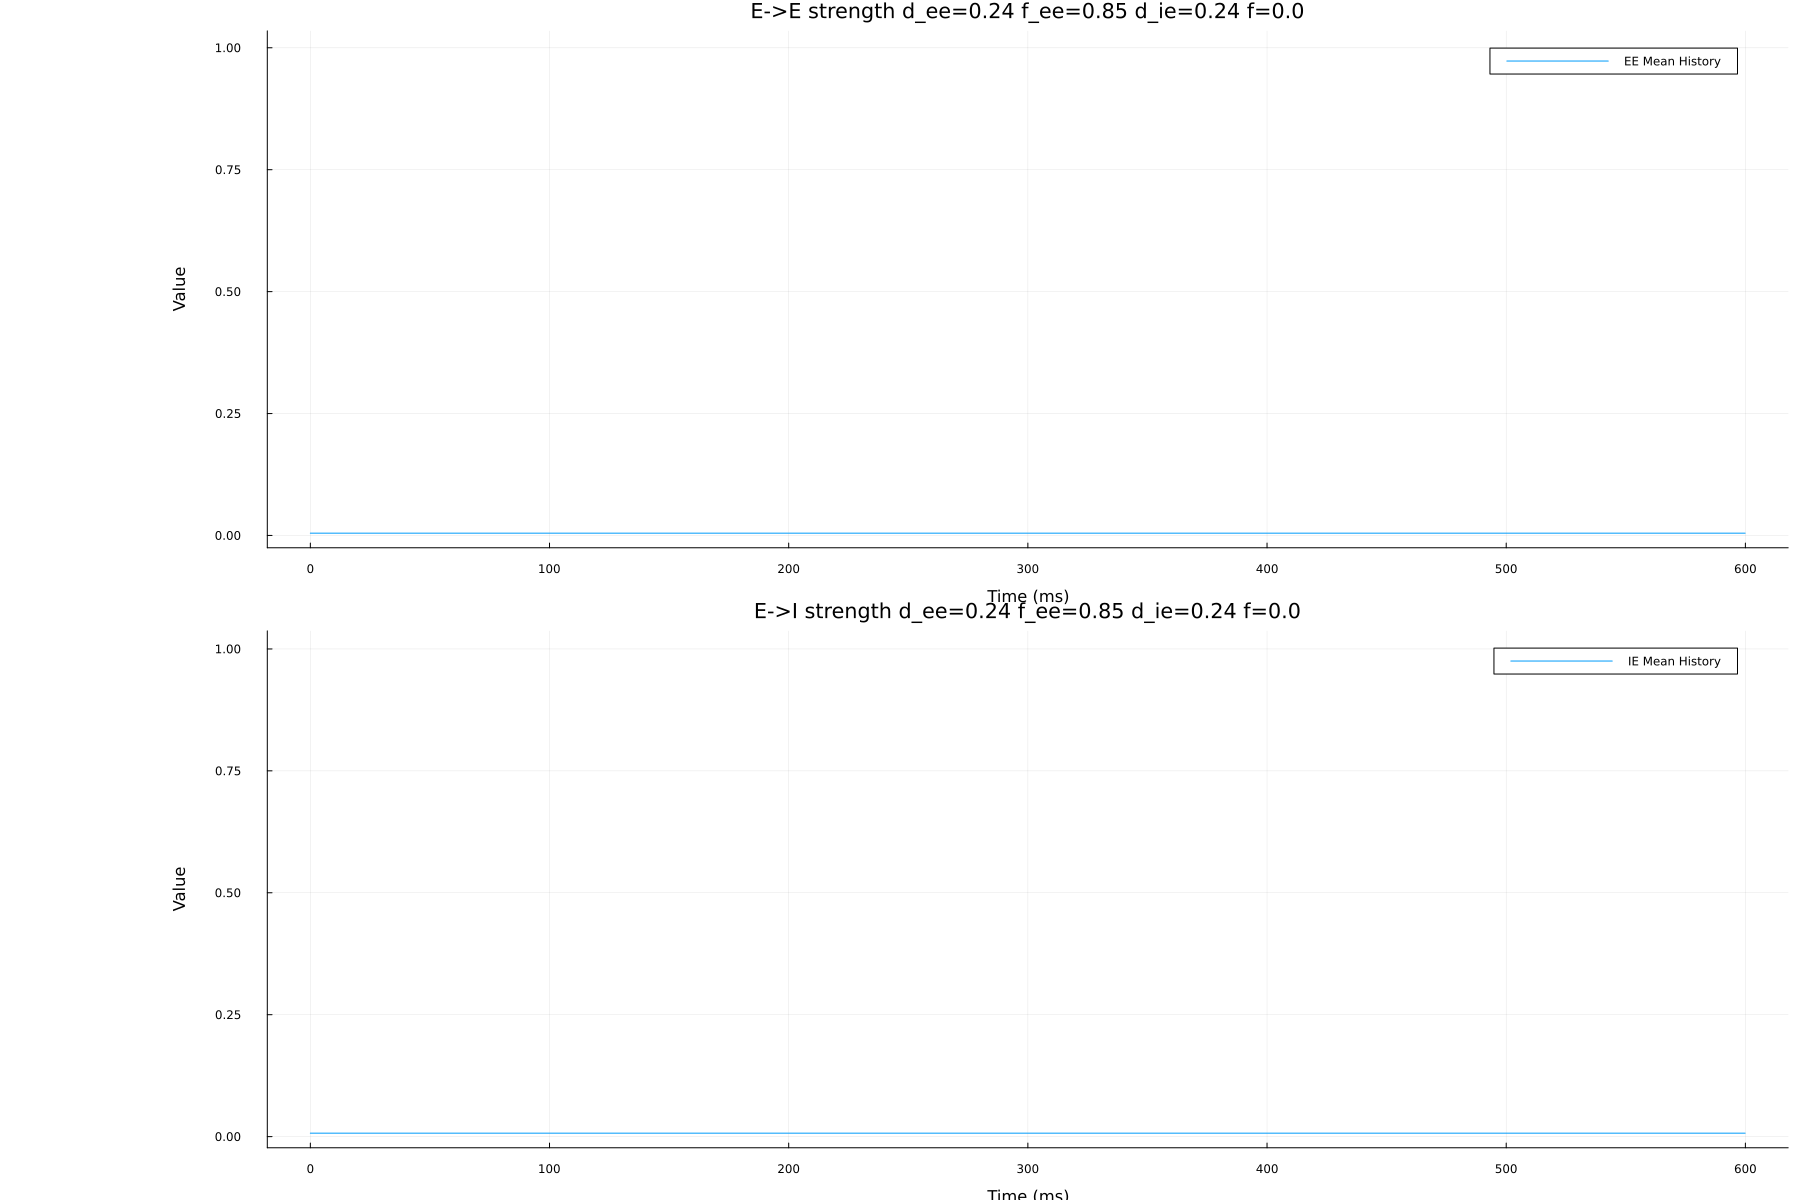 E->E strength d_ee=0.24 f_ee=0.85 d_ie=0.24 f=0.0
1.00
EE Mean History
0.75
Value
0.50
0.25
0.00
0 100 200 300 400 500 600
Time (ms)
E->I strength d_ee=0.24 f_ee=0.85 d_ie=0.24 f=0.0
1.00
IE Mean History
0.75
Value
0.50
0.25
0.00
0 100 200 300 400 500 600
Time (ms)